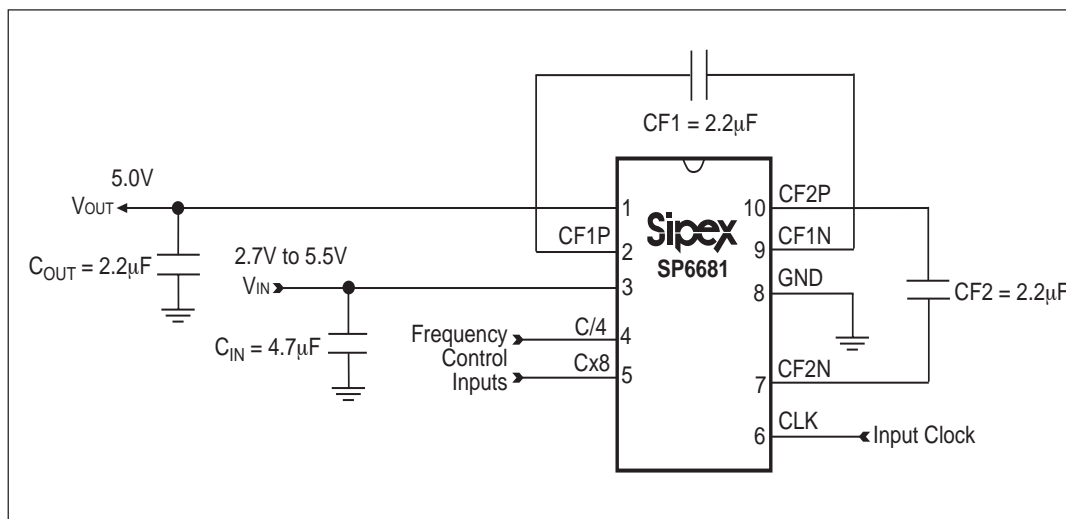 CF1 = 2.2µF
5.0V
VOUT
1
10
CF2P
CF1P
2
Sipex
SP6681
9
CF1N
COUT = 2.2µF
2.7V to 5.5V
VIN
3
8
GND
CF2 = 2.2µF
CIN = 4.7µF
Frequency
Control
Inputs
C/4
4
Cx8
5
7
CF2N
6
CLK
Input Clock